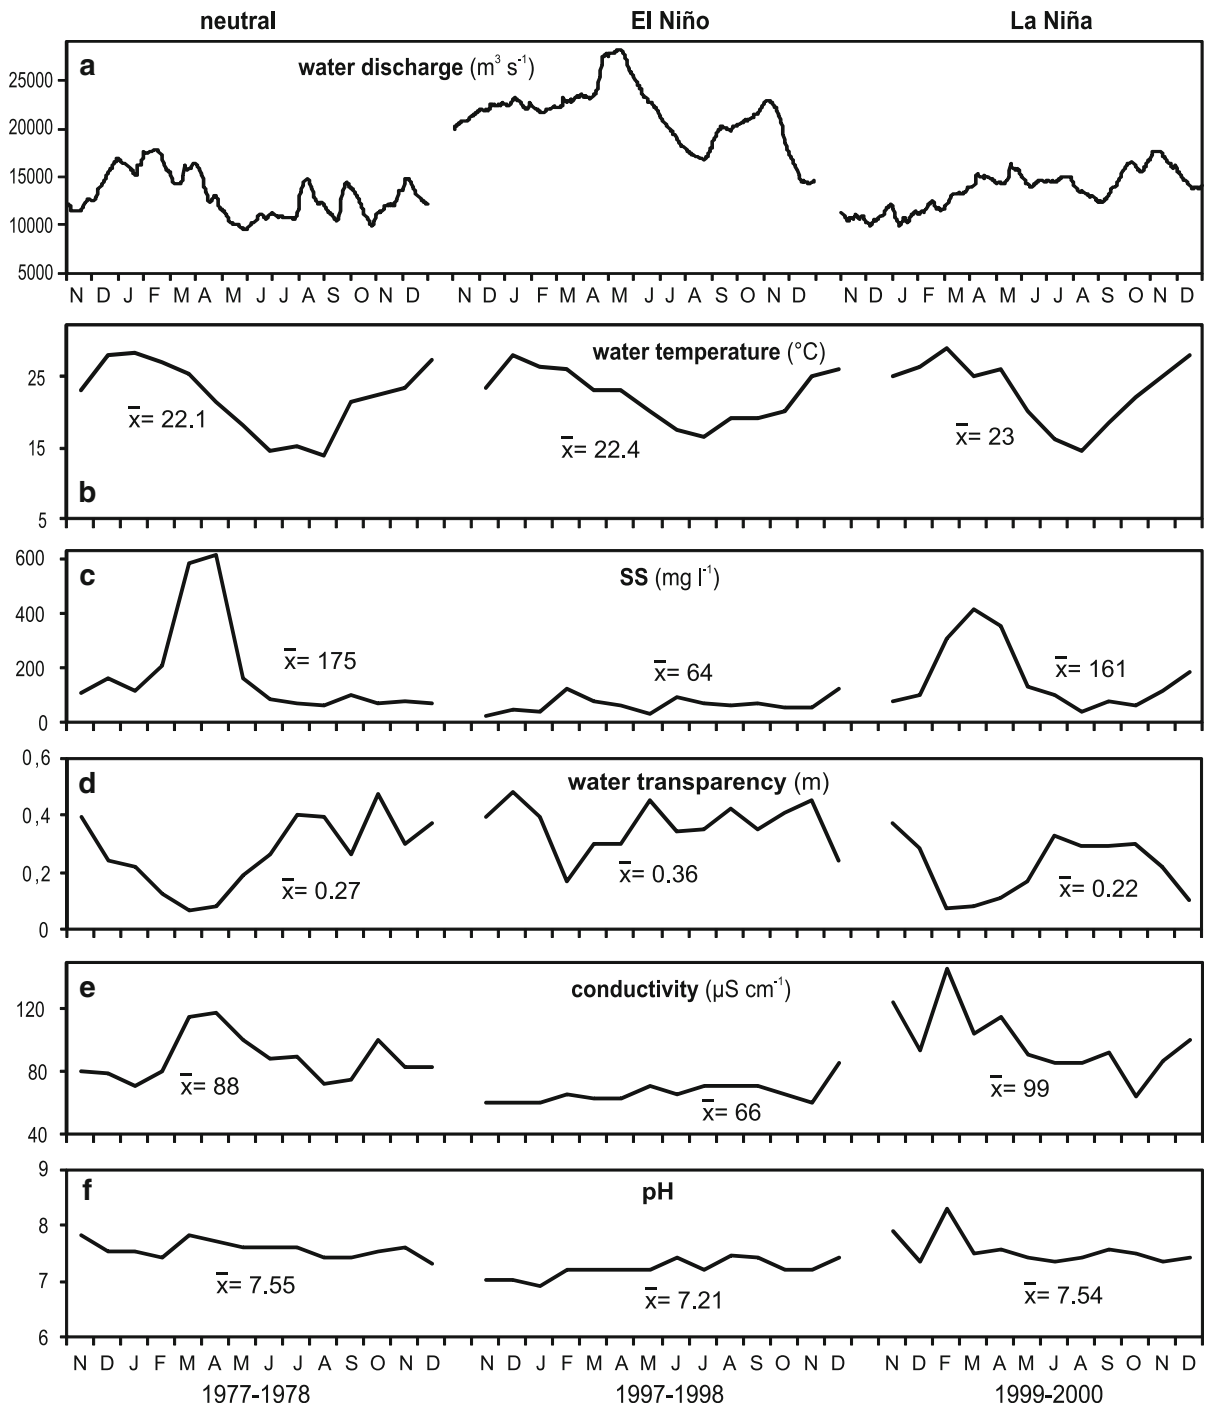 neutral El Niño La Niña
a water discharge (m³ s⁻¹)
25000
20000
15000
10000
5000
N D J F M A M J J A S O N D N D J F M A M J J A S O N D N D J F M A M J J A S O N D
b water temperature (°C)
25
15
5
x̄= 22.1 x̄= 22.4 x̄= 23
c SS (mg l⁻¹)
600
400
200
0
x̄= 175 x̄= 64 x̄= 161
d water transparency (m)
0,6
0,4
0,2
0
x̄= 0.27 x̄= 0.36 x̄= 0.22
e conductivity (µS cm⁻¹)
120
80
40
x̄= 88 x̄= 66 x̄= 99
f pH
9
8
7
6
x̄= 7.55 x̄= 7.21 x̄= 7.54
N D J F M A M J J A S O N D N D J F M A M J J A S O N D N D F M A M J J A S O N D
1977-1978 1997-1998 1999-2000